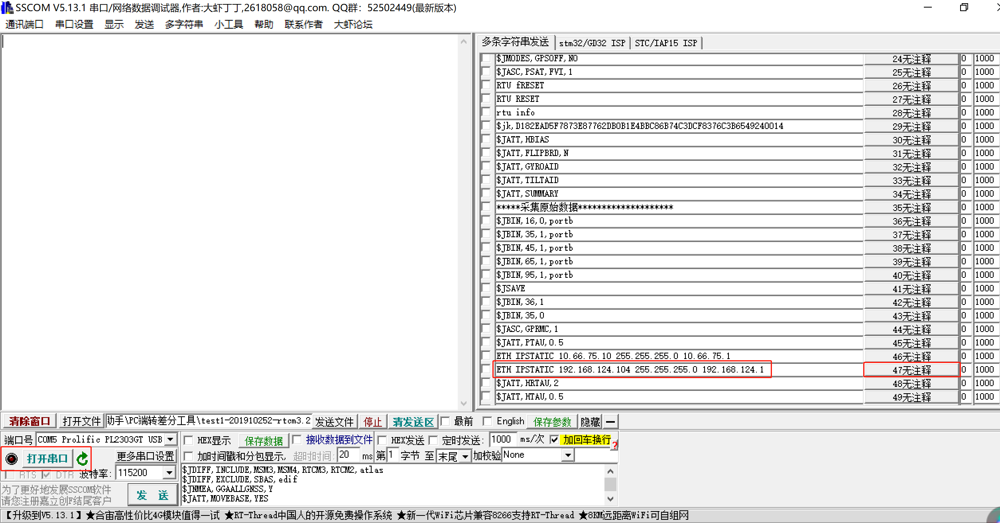 SSCOM V5.13.1 串口/网络数据调试器,作者:大虾丁丁,2618058@qq.com. QQ群：52502449(最新版本)
通讯端口 串口设置 显示 发送 多字符串 小工具 帮助 联系作者 大虾论坛
多条字符串发送 stm32/GD32 ISP STC/IAP15 ISP
$JMODES,GPSOFF,NO 24无注释 0 1000
$JASC,PSAT,FVI,1 25无注释 0 1000
RTU fRESET 26无注释 0 1000
RTU RESET 27无注释 0 1000
rtu info 28无注释 0 1000
$jk,D182EAD5F7873E87762DB0B1E4BBC86B74C3DCF8376C3B6549240014 29无注释 0 1000
$JATT,HBIAS 30无注释 0 1000
$JATT,FLIPBRD,N 31无注释 0 1000
$JATT,GYROAID 32无注释 0 1000
$JATT,TILTAID 33无注释 0 1000
$JATT,SUMMARY 34无注释 0 1000
*****采集原始数据******************** 35无注释 0 1000
$JBIN,16,0,portb 36无注释 0 1000
$JBIN,35,1,portb 37无注释 0 1000
$JBIN,45,1,portb 38无注释 0 1000
$JBIN,65,1,portb 39无注释 0 1000
$JBIN,95,1,portb 40无注释 0 1000
$JSAVE 41无注释 0 1000
$JBIN,36,1 42无注释 0 1000
$JBIN,35,0 43无注释 0 1000
$JASC,GPRMC,1 44无注释 0 1000
$JATT,PTAU,0.5 45无注释 0 1000
ETH IPSTATIC 10.66.75.10 255.255.255.0 10.66.75.1 46无注释 0 1000
ETH IPSTATIC 192.168.124.104 255.255.255.0 192.168.124.1 47无注释 0 1000
$JATT,HRTAU,2 48无注释 0 1000
$JATT,HTAU,0.5 49无注释 0 1000
清除窗口 打开文件 助手\PC端转差分工具\test1-201910252-rtcm3.2 发送文件 停止 清发送区 最前 English 保存参数 隐藏 —
端口号 COM5 Prolific PL2303GT USB HEX显示 保存数据 接收数据到文件 HEX发送 定时发送: 1000 ms/次 加回车换行 ?
打开串口 更多串口设置 加时间戳和分包显示, 超时时间: 20 ms 第 1 字节 至 末尾 加校验 None
RTS DTR 波特率: 115200
$JDIFF,INCLUDE,MSM3,MSM4,RTCM3,RTCM2,atlas
$JDIFF,EXCLUDE,SBAS,edif
$JNMEA,GGAALLGNSS,Y
$JATT,MOVEBASE,YES
为了更好地发展SSCOM软件
请您注册嘉立创F结尾客户
发 送
【升级到V5.13.1】★合宙高性价比4G模块值得一试 ★RT-Thread中国人的开源免费操作系统 ★新一代WiFi芯片兼容8266支持RT-Thread ★8KM远距离WiFi可自组网